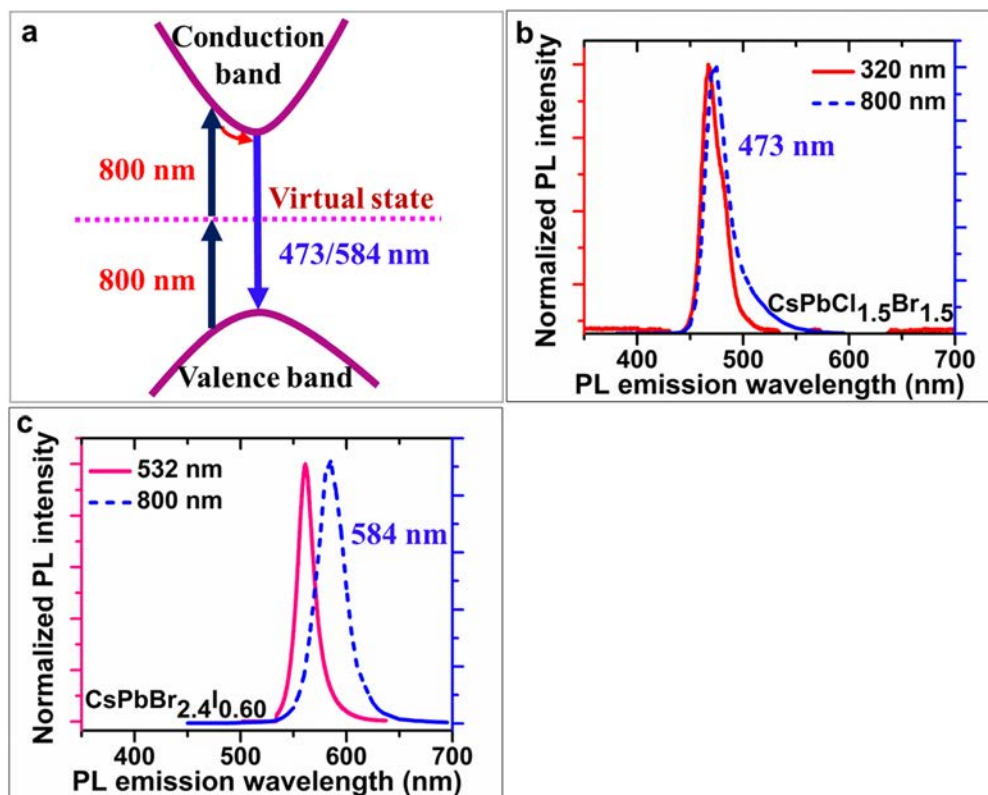 a
Conduction
band
800 nm
Virtual state
800 nm
473/584 nm
Valence band
b
320 nm
800 nm
473 nm
CsPbCl1.5Br1.5
Normalized PL intensity
400 500 600 700
PL emission wavelength (nm)
c
532 nm
800 nm
584 nm
CsPbBr2.4I0.60
Normalized PL intensity
400 500 600 700
PL emission wavelength (nm)